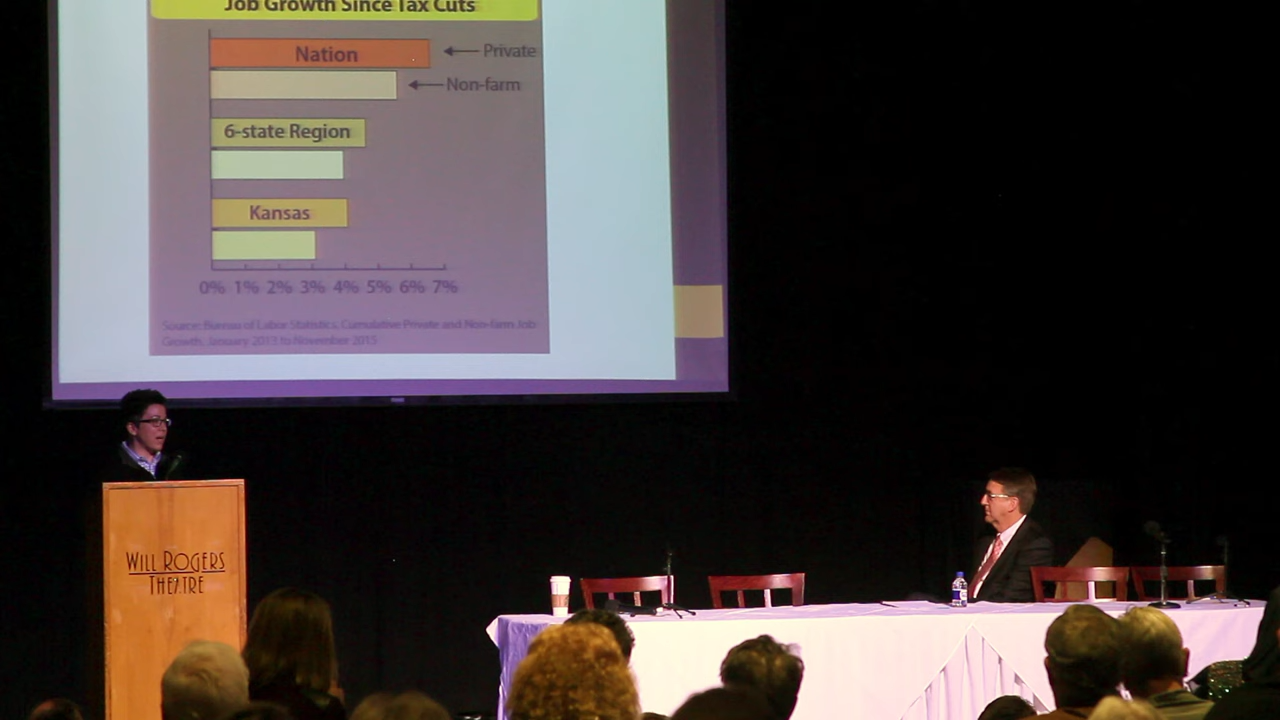 Job Growth Since Tax Cuts
Nation
Private
Non-farm
6-state Region
Kansas
0% 1% 2% 3% 4% 5% 6% 7%
Source: Bureau of Labor Statistics, Cumulative Private and Non-farm Job
Growth, January 2013 to November 2015
WILL ROGERS
THEATRE